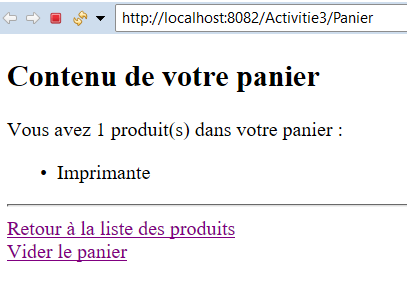 http://localhost:8082/Activitie3/Panier
Contenu de votre panier
Vous avez 1 produit(s) dans votre panier :
• Imprimante
Retour à la liste des produits
Vider le panier